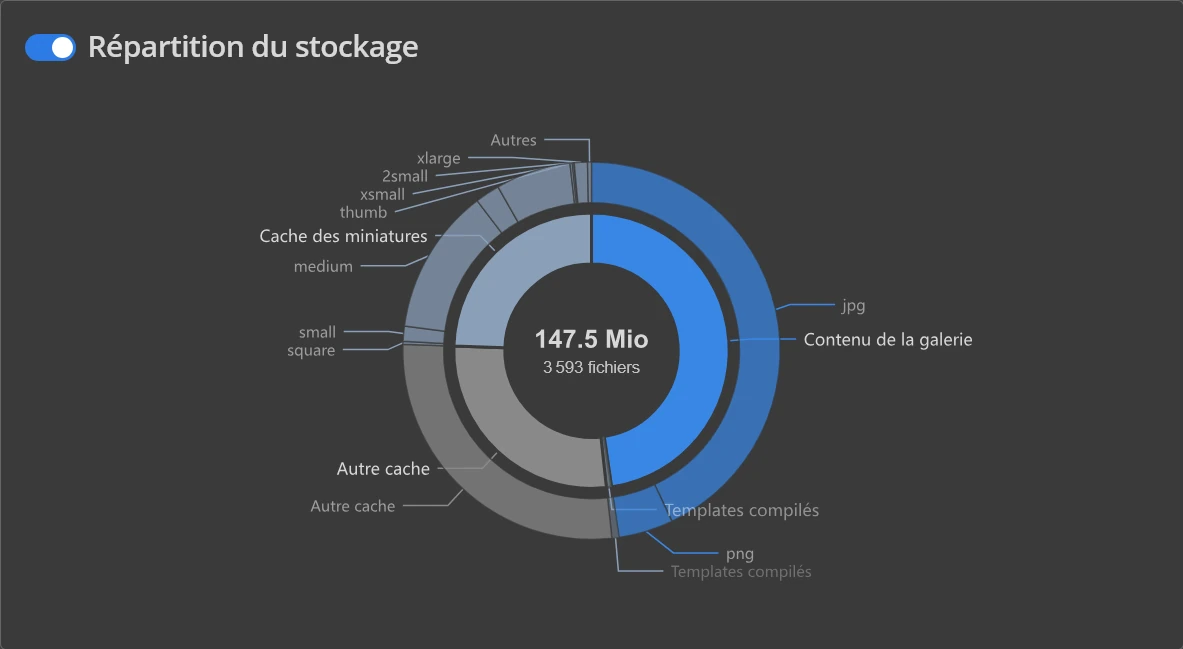 Répartition du stockage
Autres
xlarge
2small
xsmall
thumb
Cache des miniatures
medium
jpg
small
Contenu de la galerie
square
147.5 Mio
3 593 fichiers
Autre cache
Autre cache
Templates compilés
png
Templates compilés